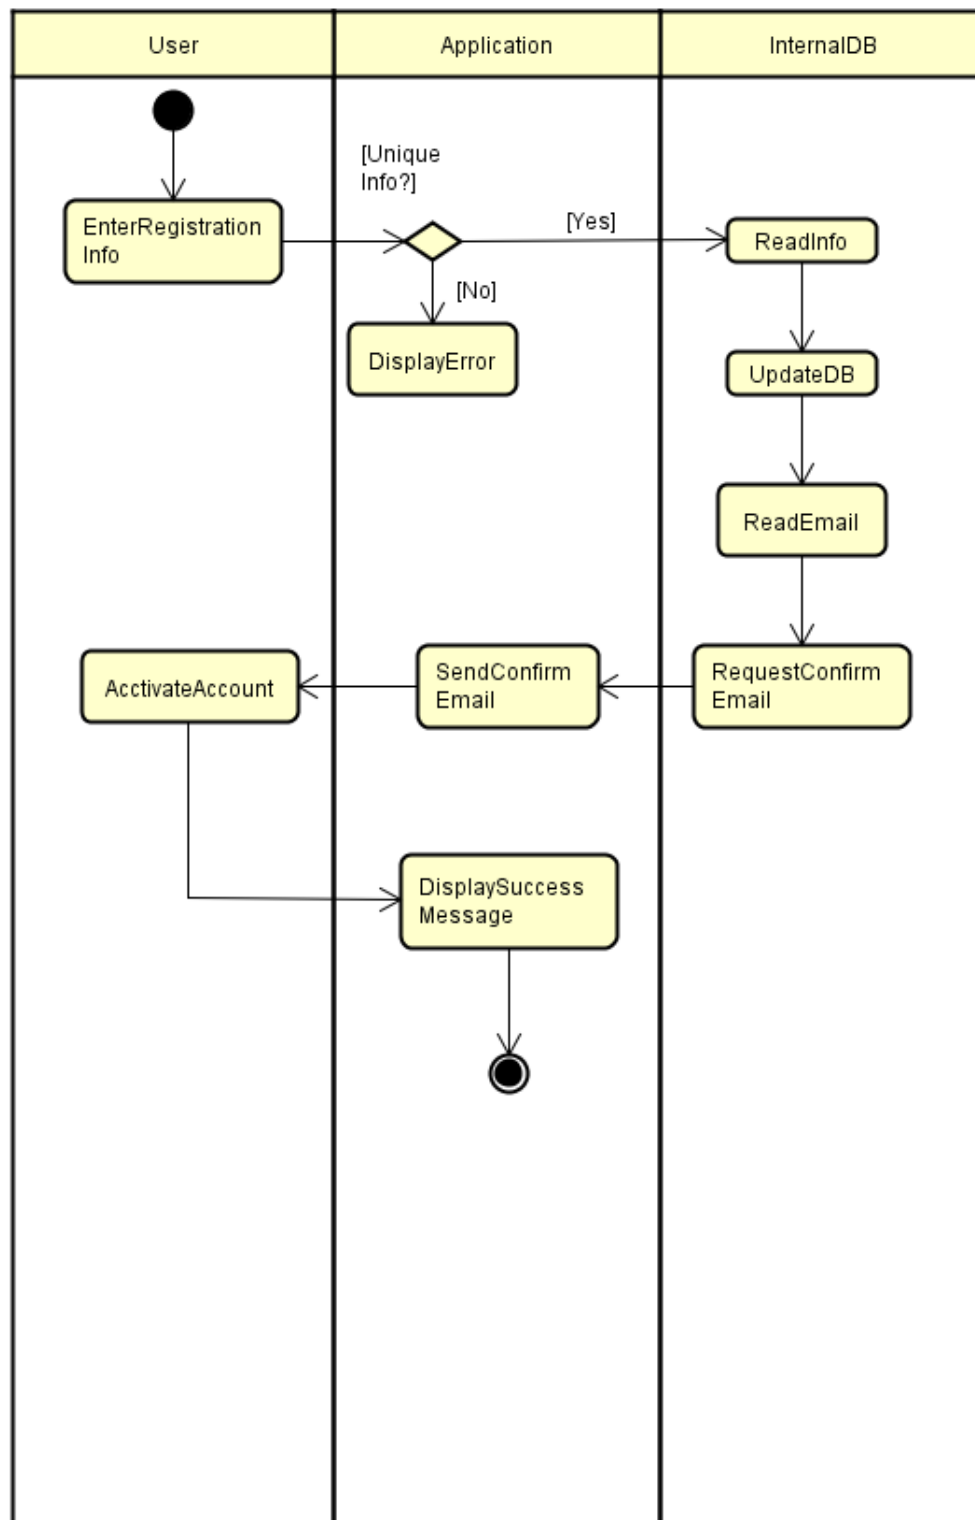 User
Application
InternalDB
[Unique
Info?]
EnterRegistration
Info
[Yes]
ReadInfo
[No]
DisplayError
UpdateDB
ReadEmail
AcctivateAccount
SendConfirm
Email
RequestConfirm
Email
DisplaySuccess
Message